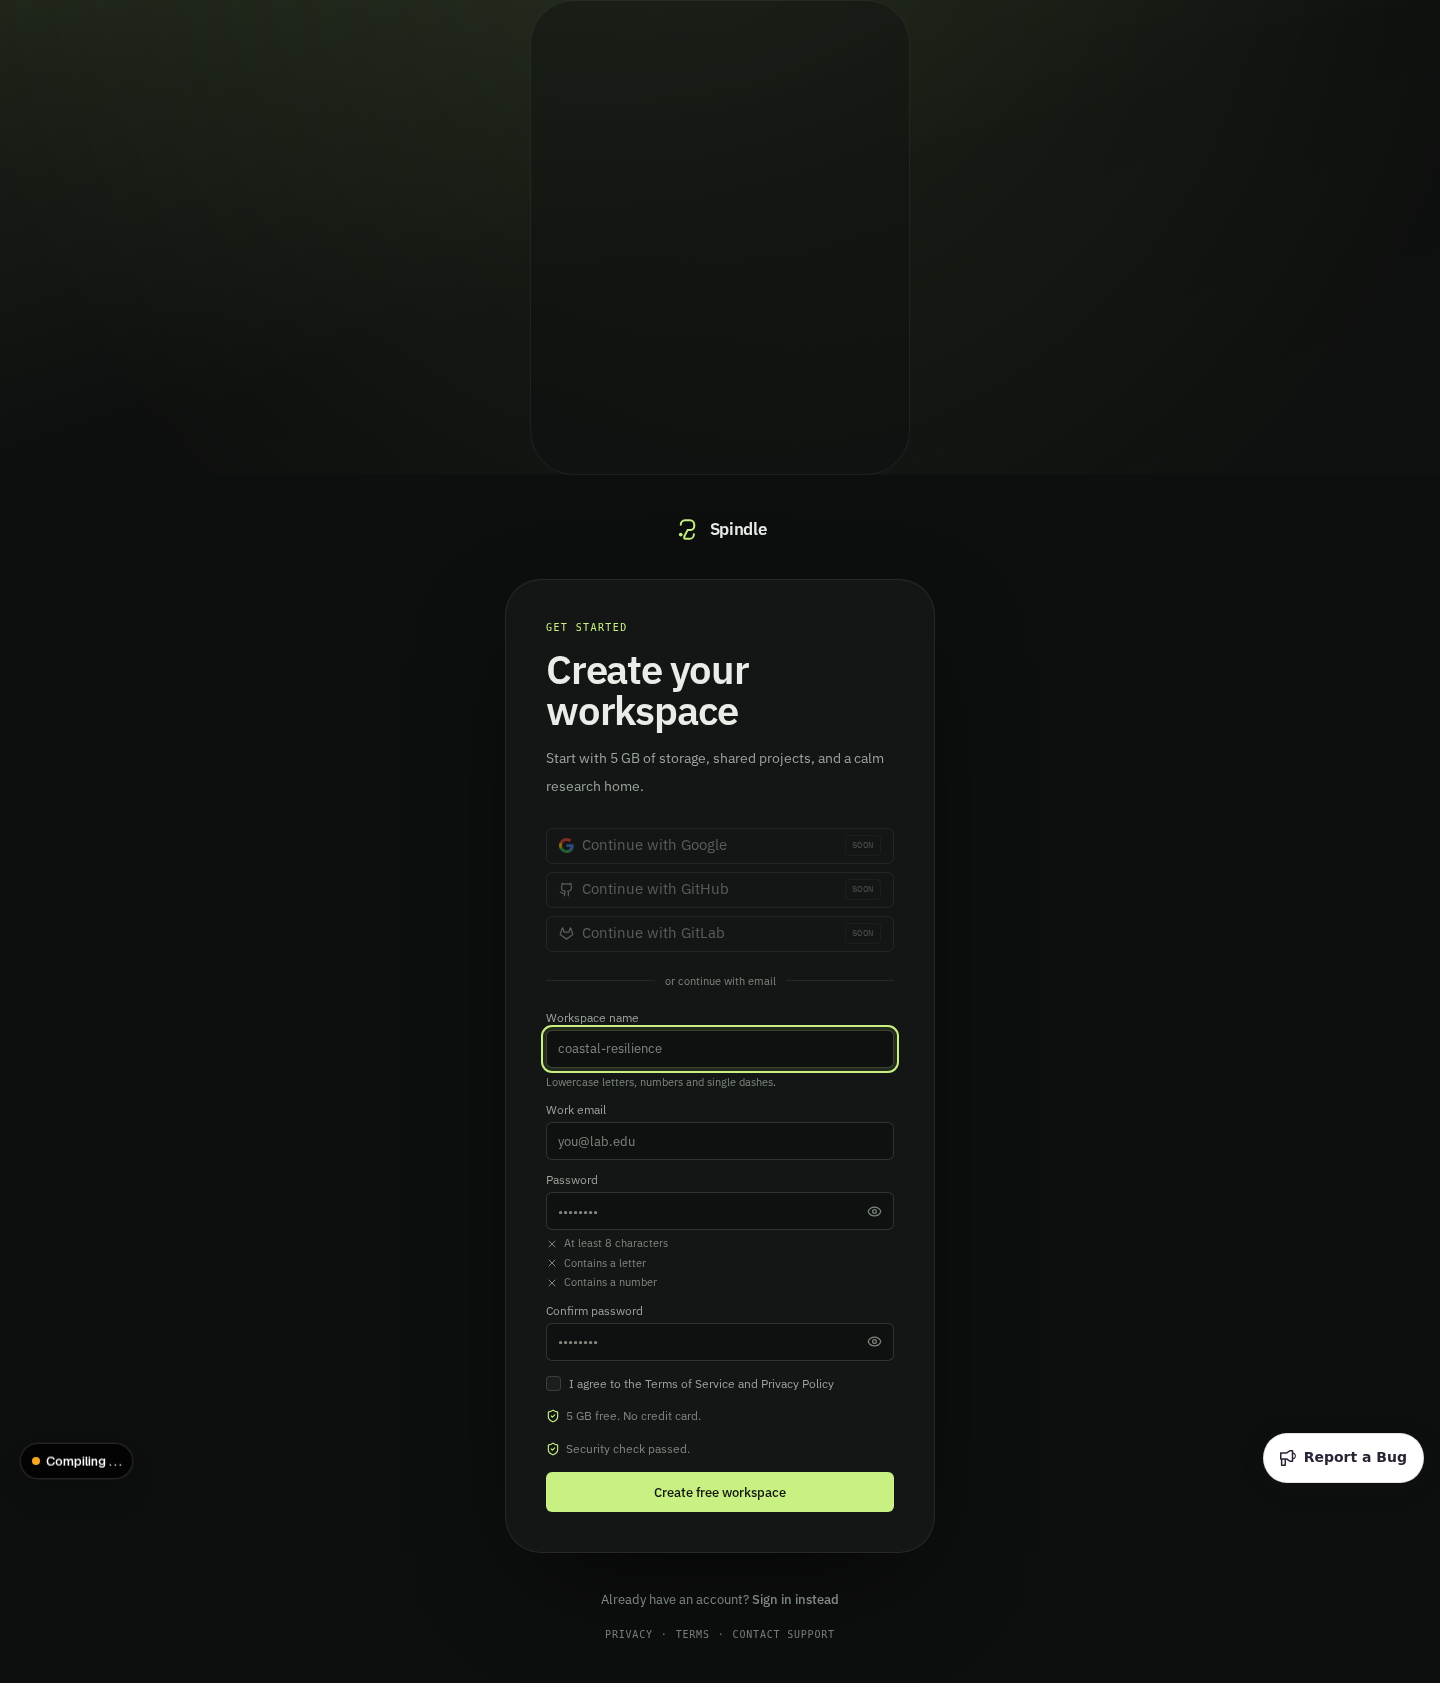 Spindle
GET STARTED
Create your
workspace
Start with 5 GB of storage, shared projects, and a calm
research home.
Continue with Google SOON
Continue with GitHub SOON
Continue with GitLab SOON
or continue with email
Workspace name
coastal-resilience
Lowercase letters, numbers and single dashes.
Work email
you@lab.edu
Password
••••••••
At least 8 characters
Contains a letter
Contains a number
Confirm password
••••••••
I agree to the Terms of Service and Privacy Policy
5 GB free. No credit card.
Security check passed.
Compiling ...
Report a Bug
Create free workspace
Already have an account? Sign in instead
PRIVACY · TERMS · CONTACT SUPPORT